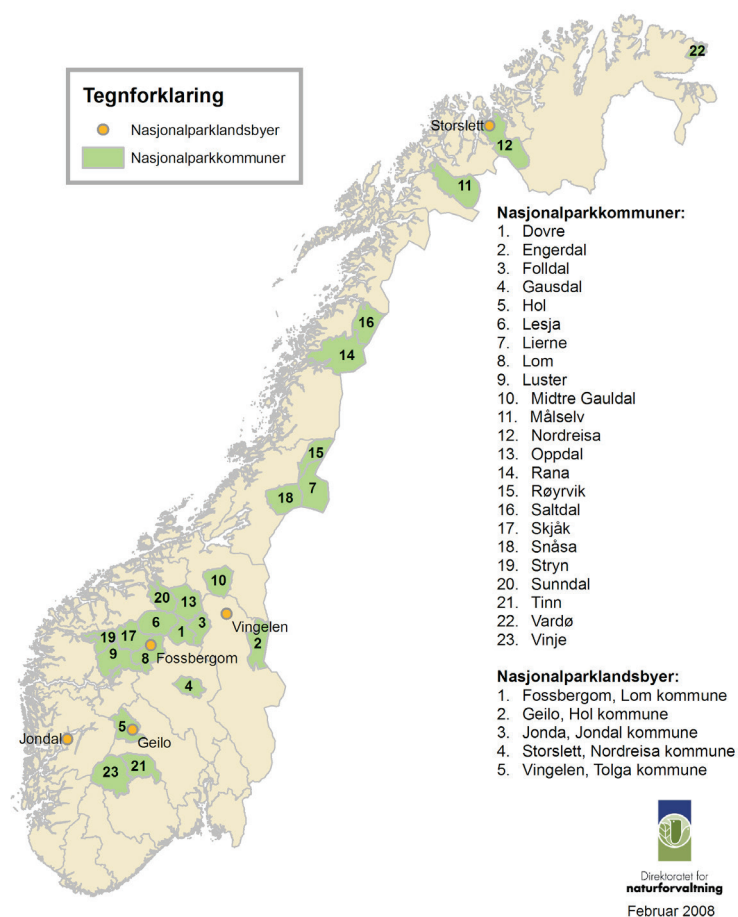 Tegnforklaring
Nasjonalparklandsbyer
Nasjonalparkkommuner
22
Storslett
12
11
16
14
15
18
7
10
20
13
6
1
3
Vingelen
2
19
17
9
8
Fossbergom
4
5
Jondal
Geilo
23
21
Nasjonalparkkommuner:
1. Dovre
2. Engerdal
3. Folldal
4. Gausdal
5. Hol
6. Lesja
7. Lierne
8. Lom
9. Luster
10. Midtre Gauldal
11. Målselv
12. Nordreisa
13. Oppdal
14. Rana
15. Røyrvik
16. Saltdal
17. Skjåk
18. Snåsa
19. Stryn
20. Sunndal
21. Tinn
22. Vardø
23. Vinje
Nasjonalparklandsbyer:
1. Fossbergom, Lom kommune
2. Geilo, Hol kommune
3. Jonda, Jondal kommune
4. Storslett, Nordreisa kommune
5. Vingelen, Tolga kommune
Direktoratet for
naturforvaltning
Februar 2008